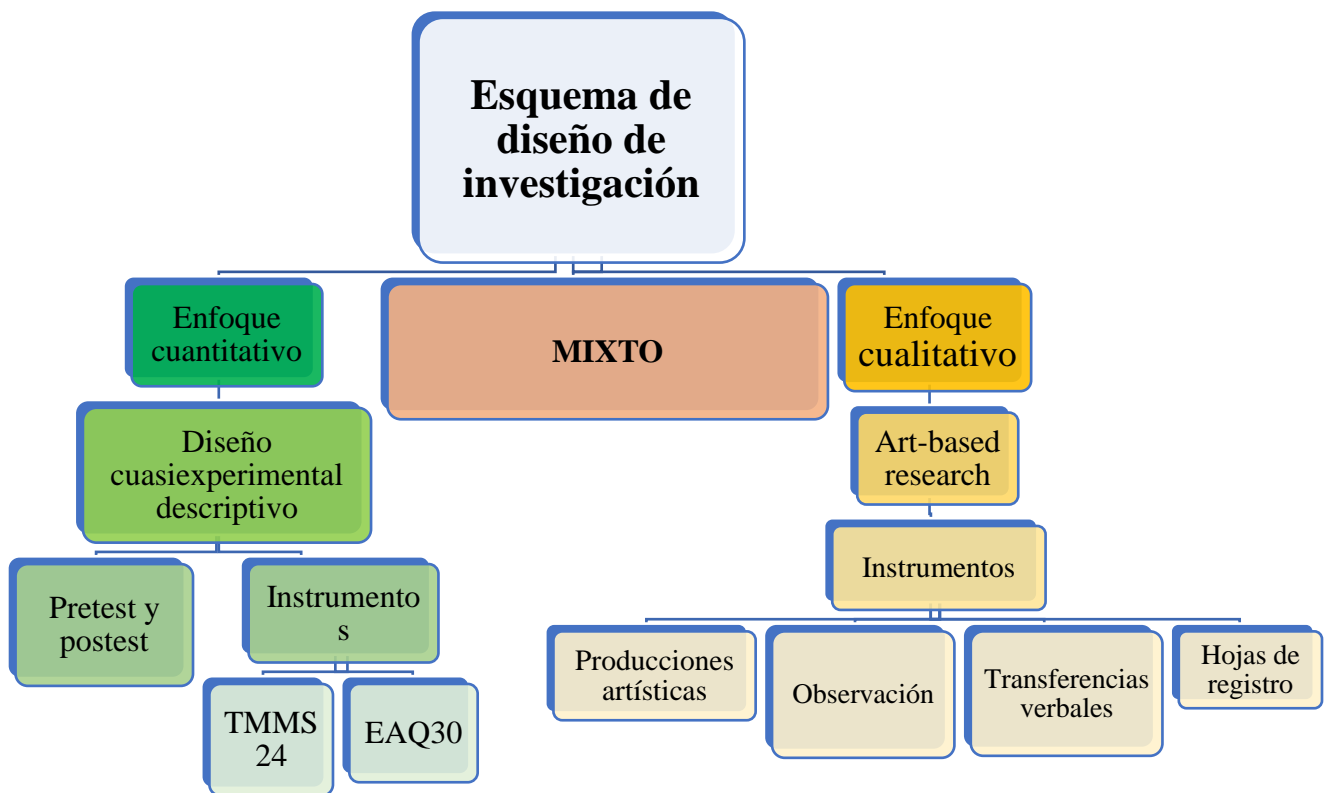 Esquema de
diseño de
investigación
Enfoque
cuantitativo
MIXTO
Enfoque
cualitativo
Diseño
cuasiexperimental
descriptivo
Art-based
research
Pretest y
postest
Instrumento
s
Instrumentos
TMMS
24
EAQ30
Producciones
artísticas
Observación
Transferencias
verbales
Hojas de
registro